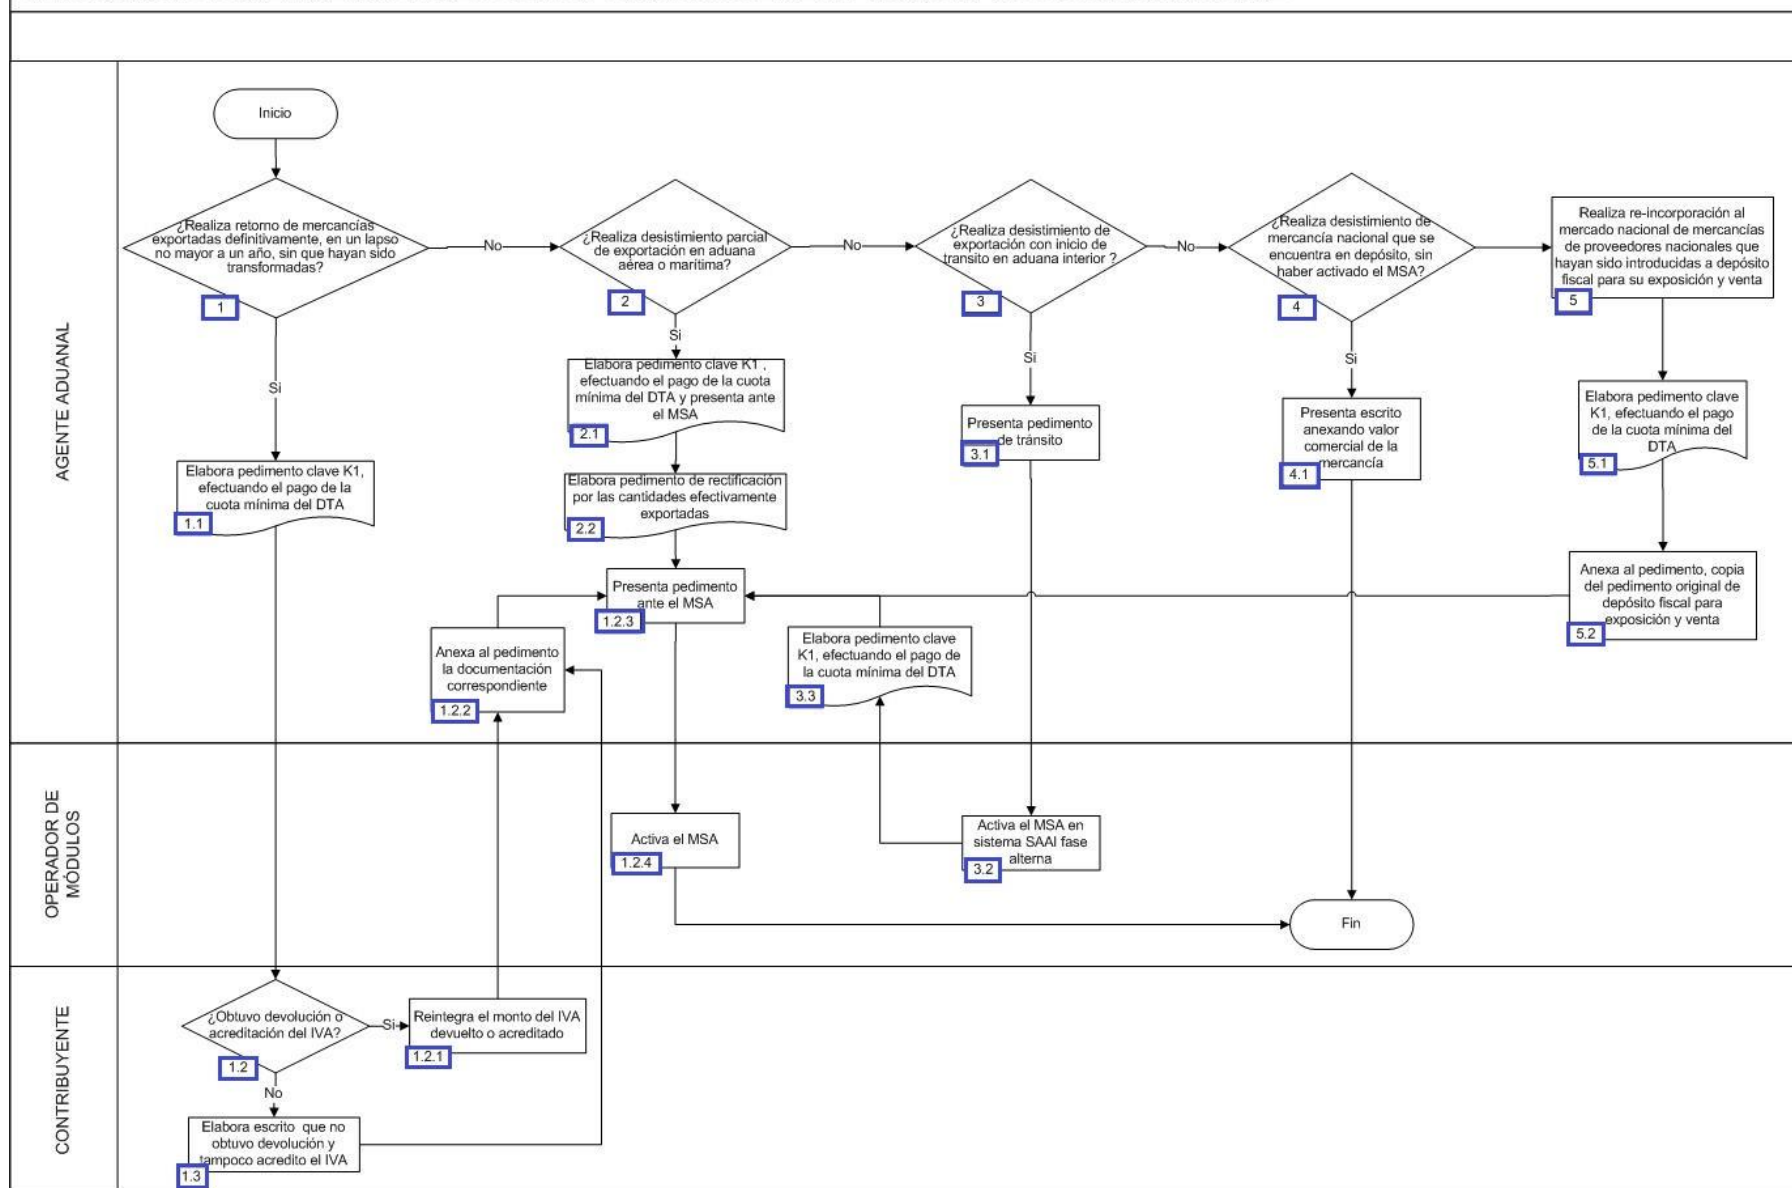 AGENTE ADUANAL
Inicio
¿Realiza retorno de mercancías
exportadas definitivamente, en un lapso
no mayor a un año, sin que hayan sido
transformadas?
1
No
¿Realiza desistimiento parcial
de exportación en aduana
aérea o marítima?
2
No
¿Realiza desistimiento de
exportación con inicio de
transito en aduana interior ?
3
No
¿Realiza desistimiento de
mercancía nacional que se
encuentra en depósito, sin
haber activado el MSA?
4
Realiza re-incorporación al
mercado nacional de mercancías
de proveedores nacionales que
hayan sido introducidas a depósito
fiscal para su exposición y venta
5
Si
Si
Si
Si
Elabora pedimento clave K1,
efectuando el pago de la
cuota mínima del DTA
1.1
Elabora pedimento clave K1 ,
efectuando el pago de la cuota
mínima del DTA y presenta ante
el MSA
2.1
Elabora pedimento de rectificación
por las cantidades efectivamente
exportadas
2.2
Presenta pedimento
de tránsito
3.1
Presenta escrito
anexando valor
comercial de la
mercancía
4.1
Elabora pedimento clave
K1, efectuando el pago
de la cuota mínima del
DTA
5.1
Presenta pedimento
ante el MSA
1.2.3
Anexa al pedimento
la documentación
correspondiente
1.2.2
Elabora pedimento clave
K1, efectuando el pago de
la cuota mínima del DTA
3.3
Anexa al pedimento, copia
del pedimento original de
depósito fiscal para
exposición y venta
5.2
OPERADOR DE
MÓDULOS
Activa el MSA
1.2.4
Activa el MSA en
sistema SAAI fase
alterna
3.2
Fin
CONTRIBUYENTE
¿Obtuvo devolución o
acreditación del IVA?
1.2
Si
Reintegra el monto del IVA
devuelto o acreditado
1.2.1
No
Elabora escrito que no
obtuvo devolución y
tampoco acredito el IVA
1.3